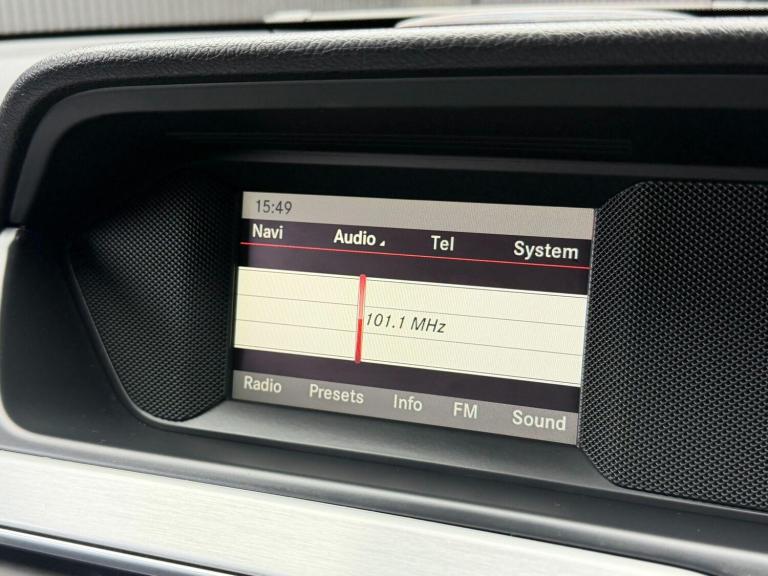 15:49
Navi Audio Tel System
101.1 MHz
Radio Presets Info FM Sound